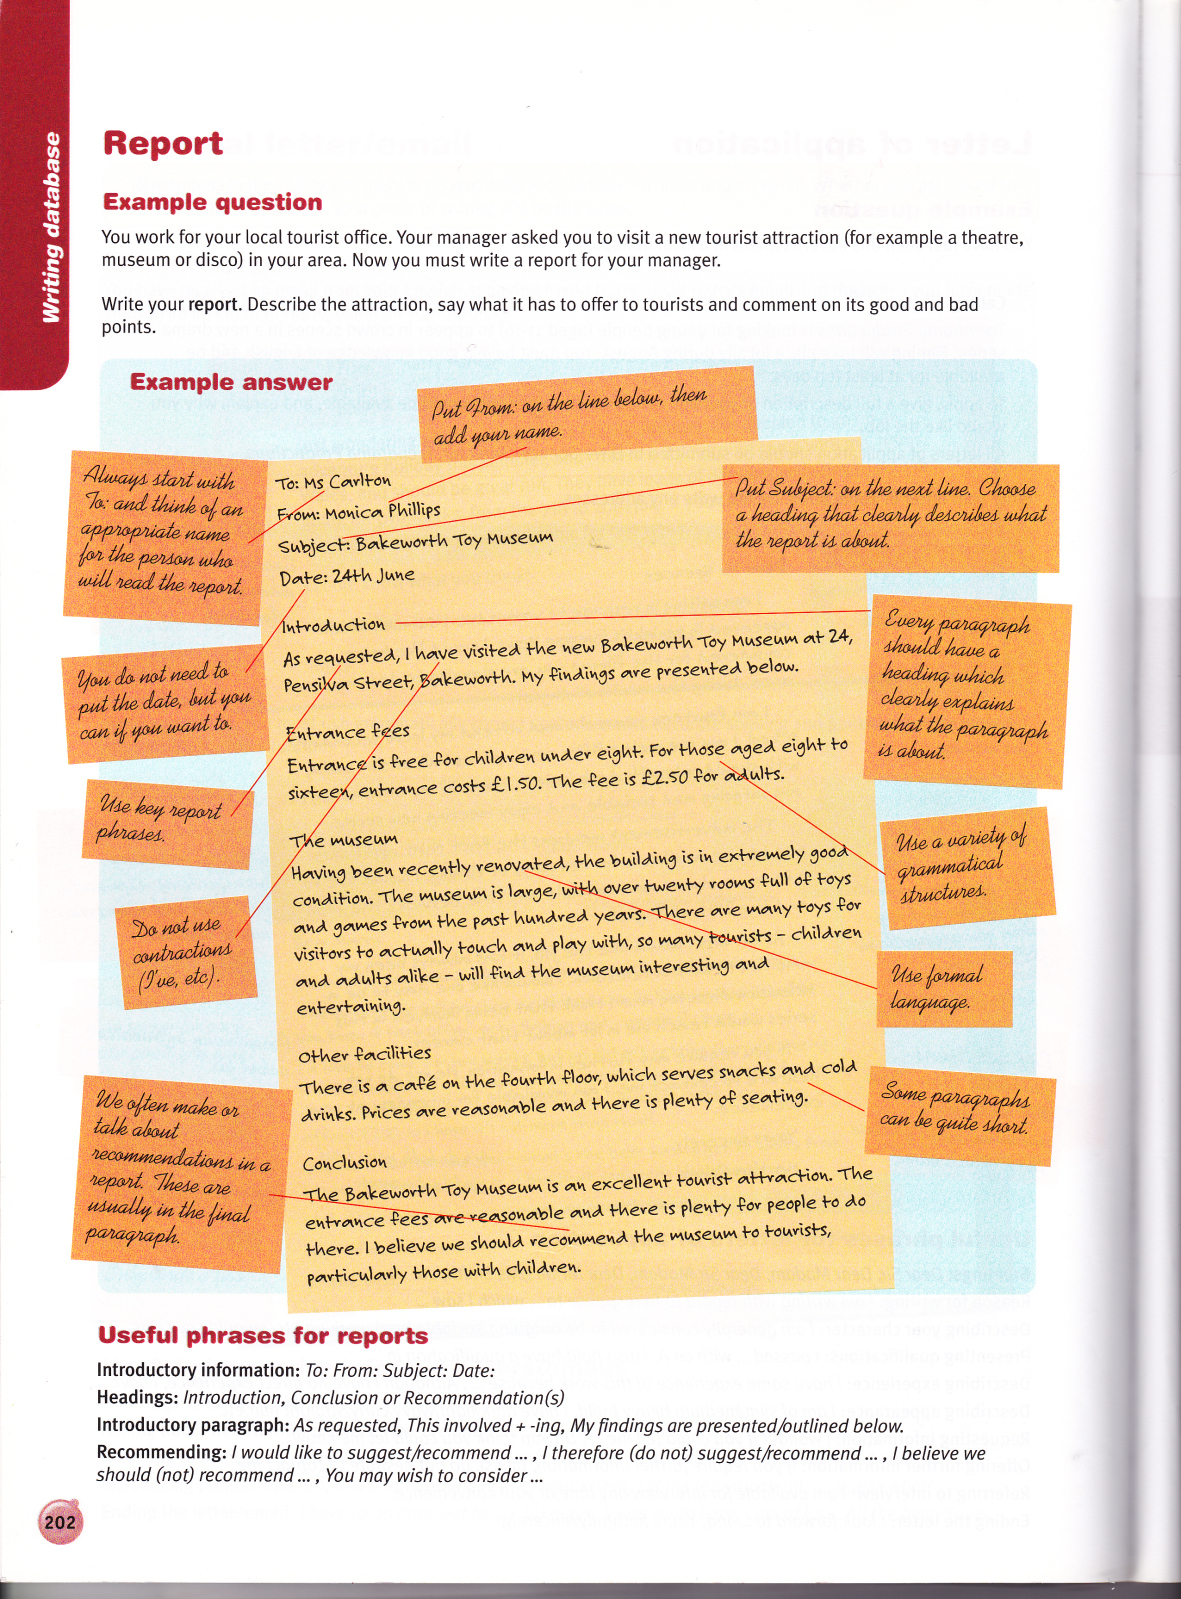 Writing database
Report
Example question
You work for your local tourist office. Your manager asked you to visit a new tourist attraction (for example a theatre,
museum or disco) in your area. Now you must write a report for your manager.
Write your report. Describe the attraction, say what it has to offer to tourists and comment on its good and bad
points.
Example answer
Put From: on the line below, then
add your name.
Always start with
To: and think of an
appropriate name
for the person who
will read the report.
Put Subject: on the next line. Choose
a heading that clearly describes what
the report is about.
To: Ms Carlton
From: Monica Phillips
Subject: Bakeworth Toy Museum
Date: 24th June
You do not need to
put the date, but you
can if you want to.
Every paragraph
should have a
heading which
clearly explains
what the paragraph
is about.
Introduction
As requested, I have visited the new Bakeworth Toy Museum at 24,
Pensilva Street, Bakeworth. My findings are presented below.
Use key report
phrases.
Entrance fees
Entrance is free for children under eight. For those aged eight to
sixteen, entrance costs £1.50. The fee is £2.50 for adults.
Use a variety of
grammatical
structures.
Do not use
contractions
(I've, etc).
The museum
Having been recently renovated, the building is in extremely good
condition. The museum is large, with over twenty rooms full of toys
and games from the past hundred years. There are many toys for
visitors to actually touch and play with, so many tourists – children
and adults alike – will find the museum interesting and
entertaining.
Use formal
language.
Other facilities
There is a café on the fourth floor, which serves snacks and cold
drinks. Prices are reasonable and there is plenty of seating.
Some paragraphs
can be quite short.
We often make or
talk about
recommendations in a
report. These are
usually in the final
paragraph.
Conclusion
The Bakeworth Toy Museum is an excellent tourist attraction. The
entrance fees are reasonable and there is plenty for people to do
there. I believe we should recommend the museum to tourists,
particularly those with children.
Useful phrases for reports
Introductory information: To: From: Subject: Date:
Headings: Introduction, Conclusion or Recommendation(s)
Introductory paragraph: As requested, This involved + -ing, My findings are presented/outlined below.
Recommending: I would like to suggest/recommend ... , I therefore (do not) suggest/recommend ... , I believe we
should (not) recommend ... , You may wish to consider ...
202